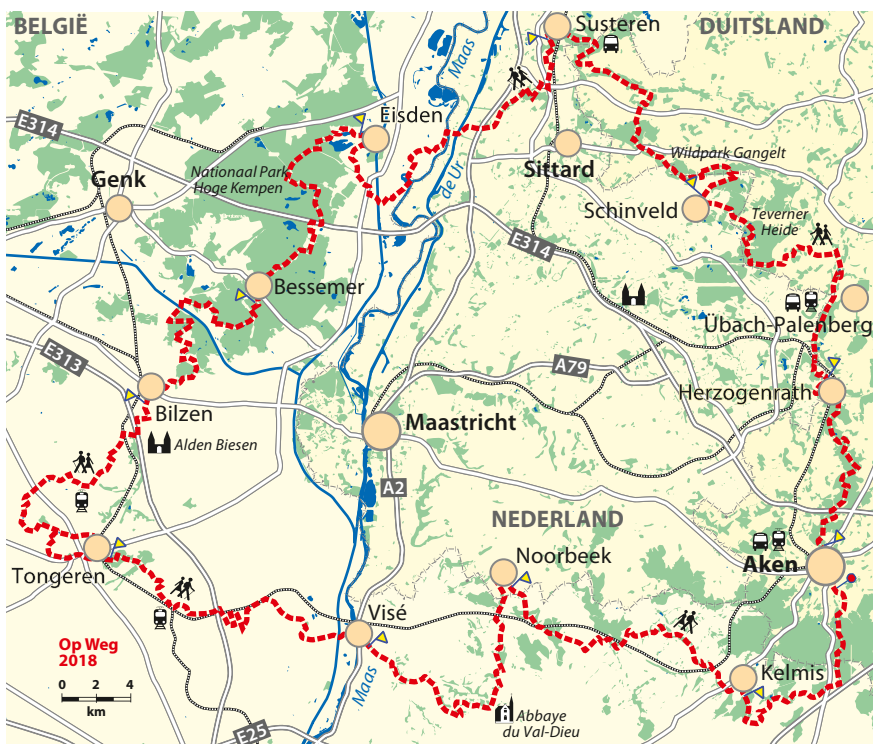 BELGIË
Susteren
DUITSLAND
Maas
Eisden
E314
Nationaal Park
Hoge Kempen
de Ur
Sittard
Wildpark Gangelt
Genk
Schinveld
Teverner
Heide
E314
Bessemer
Übach-Palenberg
E313
A79
Herzogenrath
Bilzen
Maastricht
Alden Biesen
A2
NEDERLAND
Noorbeek
Aken
Tongeren
Visé
Op Weg
2018
Kelmis
0 2 4
km
Maas
Abbaye
du Val-Dieu
E25